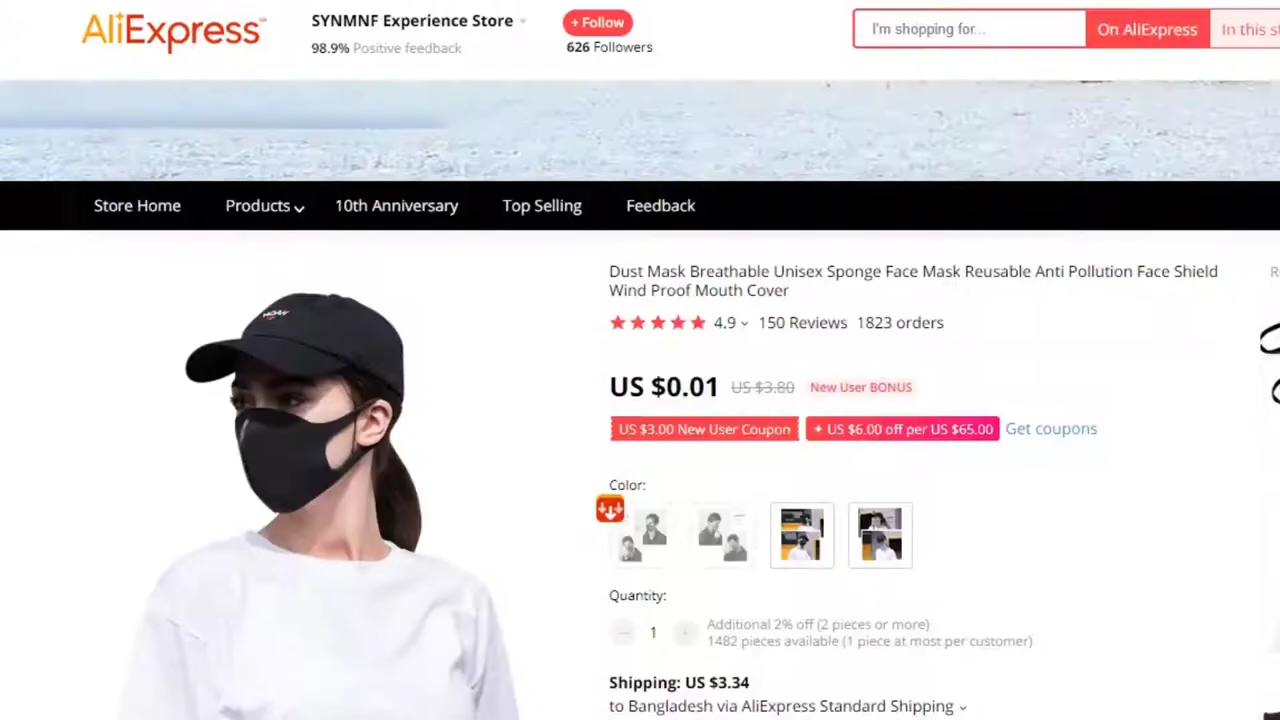 AliExpress
SYNMNF Experience Store
98.9% Positive feedback
+ Follow
626 Followers
I'm shopping for...
On AliExpress
In this st
Store Home
Products
10th Anniversary
Top Selling
Feedback
Dust Mask Breathable Unisex Sponge Face Mask Reusable Anti Pollution Face Shield
Wind Proof Mouth Cover
4.9
150 Reviews
1823 orders
US $0.01
US $3.80
New User BONUS
US $3.00 New User Coupon
US $6.00 off per US $65.00
Get coupons
Color:
Quantity:
1
Additional 2% off (2 pieces or more)
1482 pieces available (1 piece at most per customer)
Shipping: US $3.34
to Bangladesh via AliExpress Standard Shipping